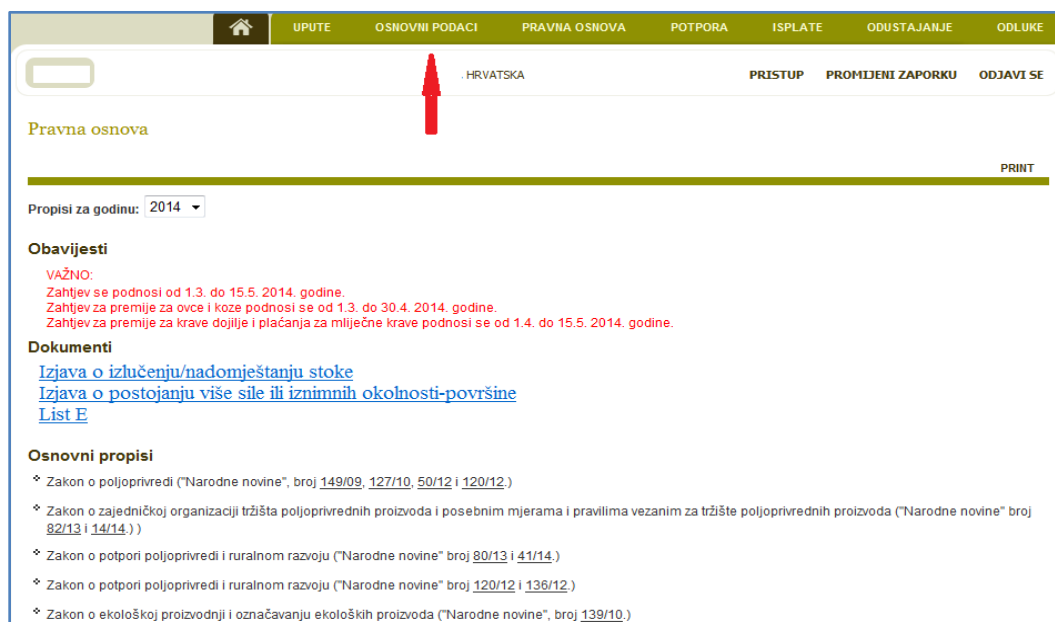 UPUTE OSNOVNI PODACI PRAVNA OSNOVA POTPORA ISPLATE ODUSTAJANJE ODLUKE
. HRVATSKA PRISTUP PROMIJENI ZAPORKU ODJAVI SE
Pravna osnova
PRINT
Propisi za godinu: 2014
Obavijesti
VAŽNO:
Zahtjev se podnosi od 1.3. do 15.5. 2014. godine.
Zahtjev za premije za ovce i koze podnosi se od 1.3. do 30.4. 2014. godine.
Zahtjev za premije za krave dojilje i plaćanja za mliječne krave podnosi se od 1.4. do 15.5. 2014. godine.
Dokumenti
Izjava o izlučenju/nadomještanju stoke
Izjava o postojanju više sile ili iznimnih okolnosti-površine
List E
Osnovni propisi
Zakon o poljoprivredi ("Narodne novine", broj 149/09, 127/10, 50/12 i 120/12.)
Zakon o zajedničkoj organizaciji tržišta poljoprivrednih proizvoda i posebnim mjerama i pravilima vezanim za tržište poljoprivrednih proizvoda ("Narodne novine" broj
82/13 i 14/14.) )
Zakon o potpori poljoprivredi i ruralnom razvoju ("Narodne novine" broj 80/13 i 41/14.)
Zakon o potpori poljoprivredi i ruralnom razvoju ("Narodne novine" broj 120/12 i 136/12.)
Zakon o ekološkoj proizvodnji i označavanju ekoloških proizvoda ("Narodne novine", broj 139/10.)